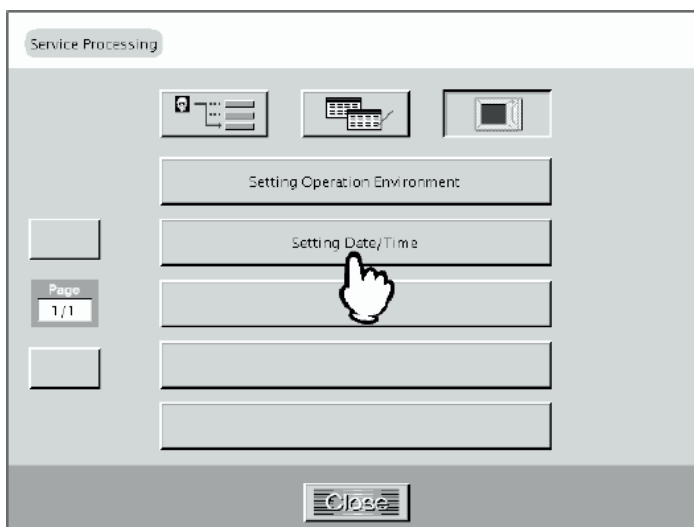 Service Processing
Setting Operation Environment
Setting Date/Time
Page
1/1
Close